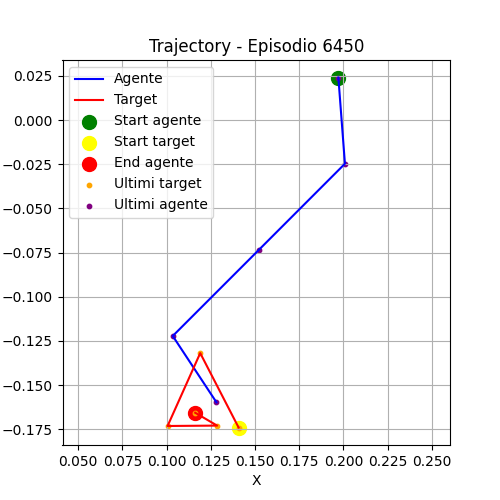 Trajectory - Episodio 6450
Agente
Target
Start agente
Start target
End agente
Ultimi target
Ultimi agente
0.025
0.000
−0.025
−0.050
−0.075
−0.100
−0.125
−0.150
−0.175
0.050 0.075 0.100 0.125 0.150 0.175 0.200 0.225 0.250
X